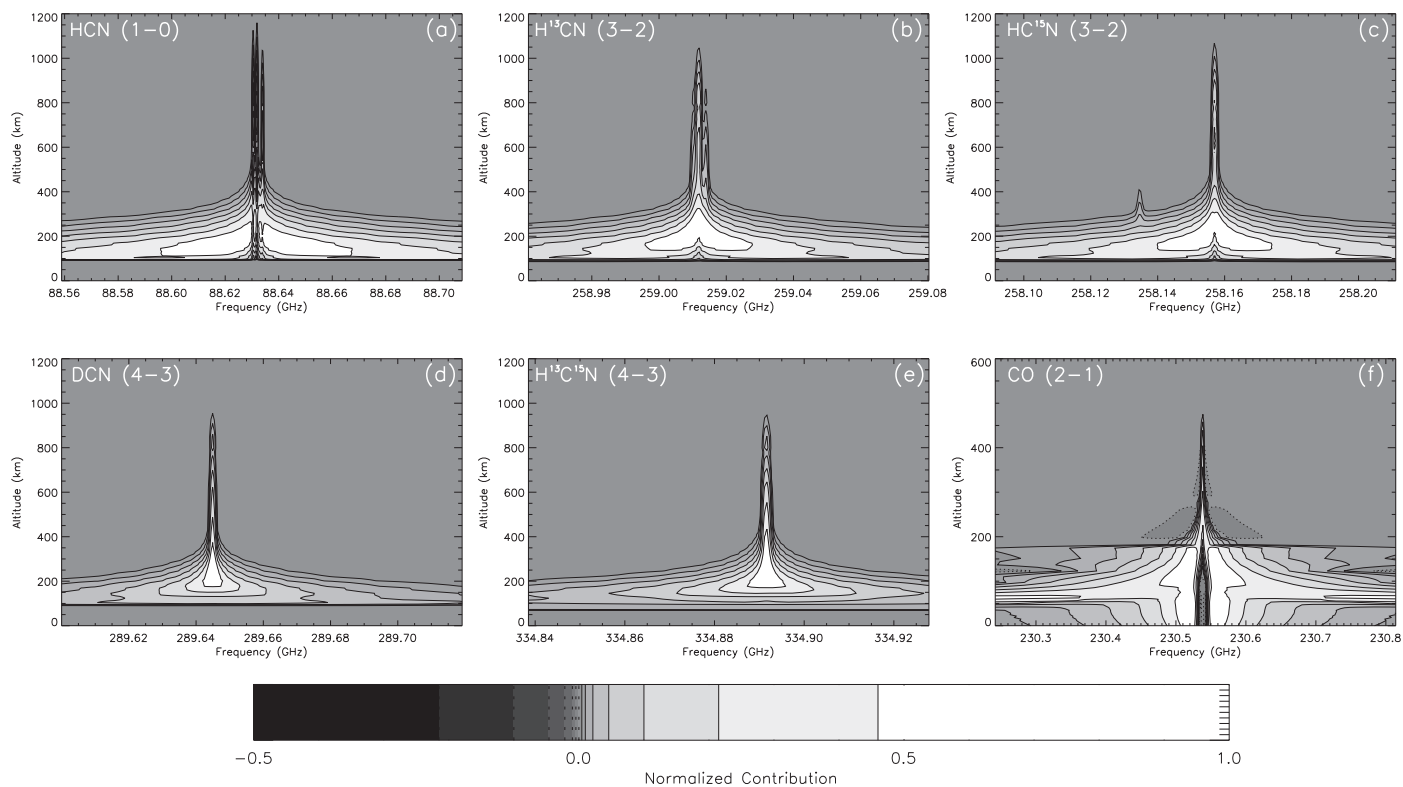 HCN (1−0) (a)
1200
1000
800
600
400
200
0
Altitude (km)
88.56 88.58 88.60 88.62 88.64 88.66 88.68 88.70
Frequency (GHz)
H¹³CN (3−2) (b)
1200
1000
800
600
400
200
0
Altitude (km)
258.98 259.00 259.02 259.04 259.06 259.08
Frequency (GHz)
HC¹⁵N (3−2) (c)
1200
1000
800
600
400
200
0
Altitude (km)
258.10 258.12 258.14 258.16 258.18 258.20
Frequency (GHz)
DCN (4−3) (d)
1200
1000
800
600
400
200
0
Altitude (km)
289.62 289.64 289.66 289.68 289.70
Frequency (GHz)
H¹³C¹⁵N (4−3) (e)
1200
1000
800
600
400
200
0
Altitude (km)
334.84 334.86 334.88 334.90 334.92
Frequency (GHz)
CO (2−1) (f)
600
400
200
0
Altitude (km)
230.3 230.4 230.5 230.6 230.7 230.8
Frequency (GHz)
−0.5 0.0 0.5 1.0
Normalized Contribution